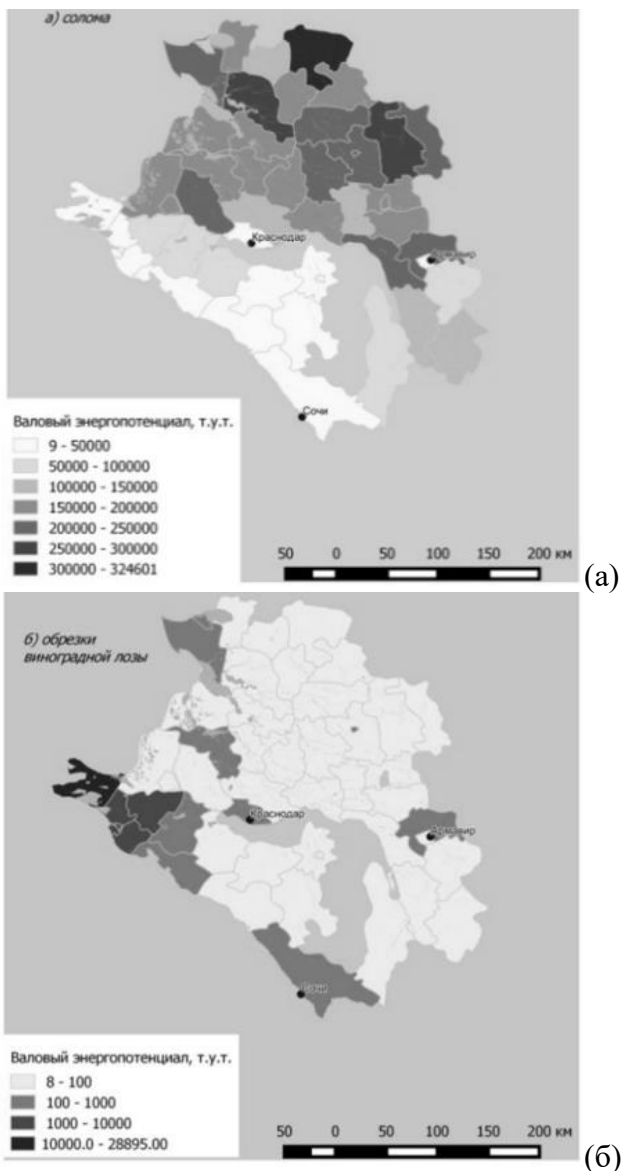 а) солома
Краснодар
Армавир
Сочи
Валовый энергопотенциал, т.у.т.
9 - 50000
50000 - 100000
100000 - 150000
150000 - 200000
200000 - 250000
250000 - 300000
300000 - 324601
50 0 50 100 150 200 км
(а)
б) обрезки
виноградной лозы
Краснодар
Армавир
Сочи
Валовый энергопотенциал, т.у.т.
8 - 100
100 - 1000
1000 - 10000
10000.0 - 28895.00
50 0 50 100 150 200 км
(б)